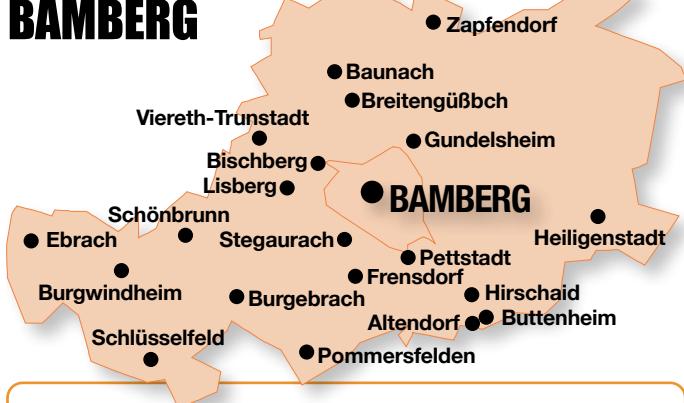 BAMBERG
Zapfendorf
Baunach
Breitengüßbch
Viereth-Trunstadt
Gundelsheim
Bischberg
Lisberg
BAMBERG
Schönbrunn
Ebrach
Stegaurach
Heiligenstadt
Pettstadt
Frensdorf
Burgwindheim
Burgebrach
Hirschaid
Altendorf
Buttenheim
Schlüsselfeld
Pommersfelden